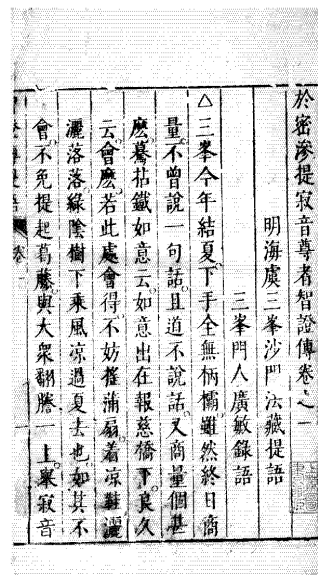 於密滲提寂音尊者智證傳卷之一
明海虞三峯沙門法藏提語
三峯門人廣敏錄語
△三峯今年結夏下手全無柄欛雖然終日商
量不曾說一句話且道不說話又商量個甚
麽驀拈鐵如意云如意出在報慈橋下良久
云會麽若此處會得不妨搖蒲扇着凉鞋灑
灑落落綠陰樹下乘風凉過夏去也如其不
會不免提起葛藤與大衆翻謄一上舉寂音